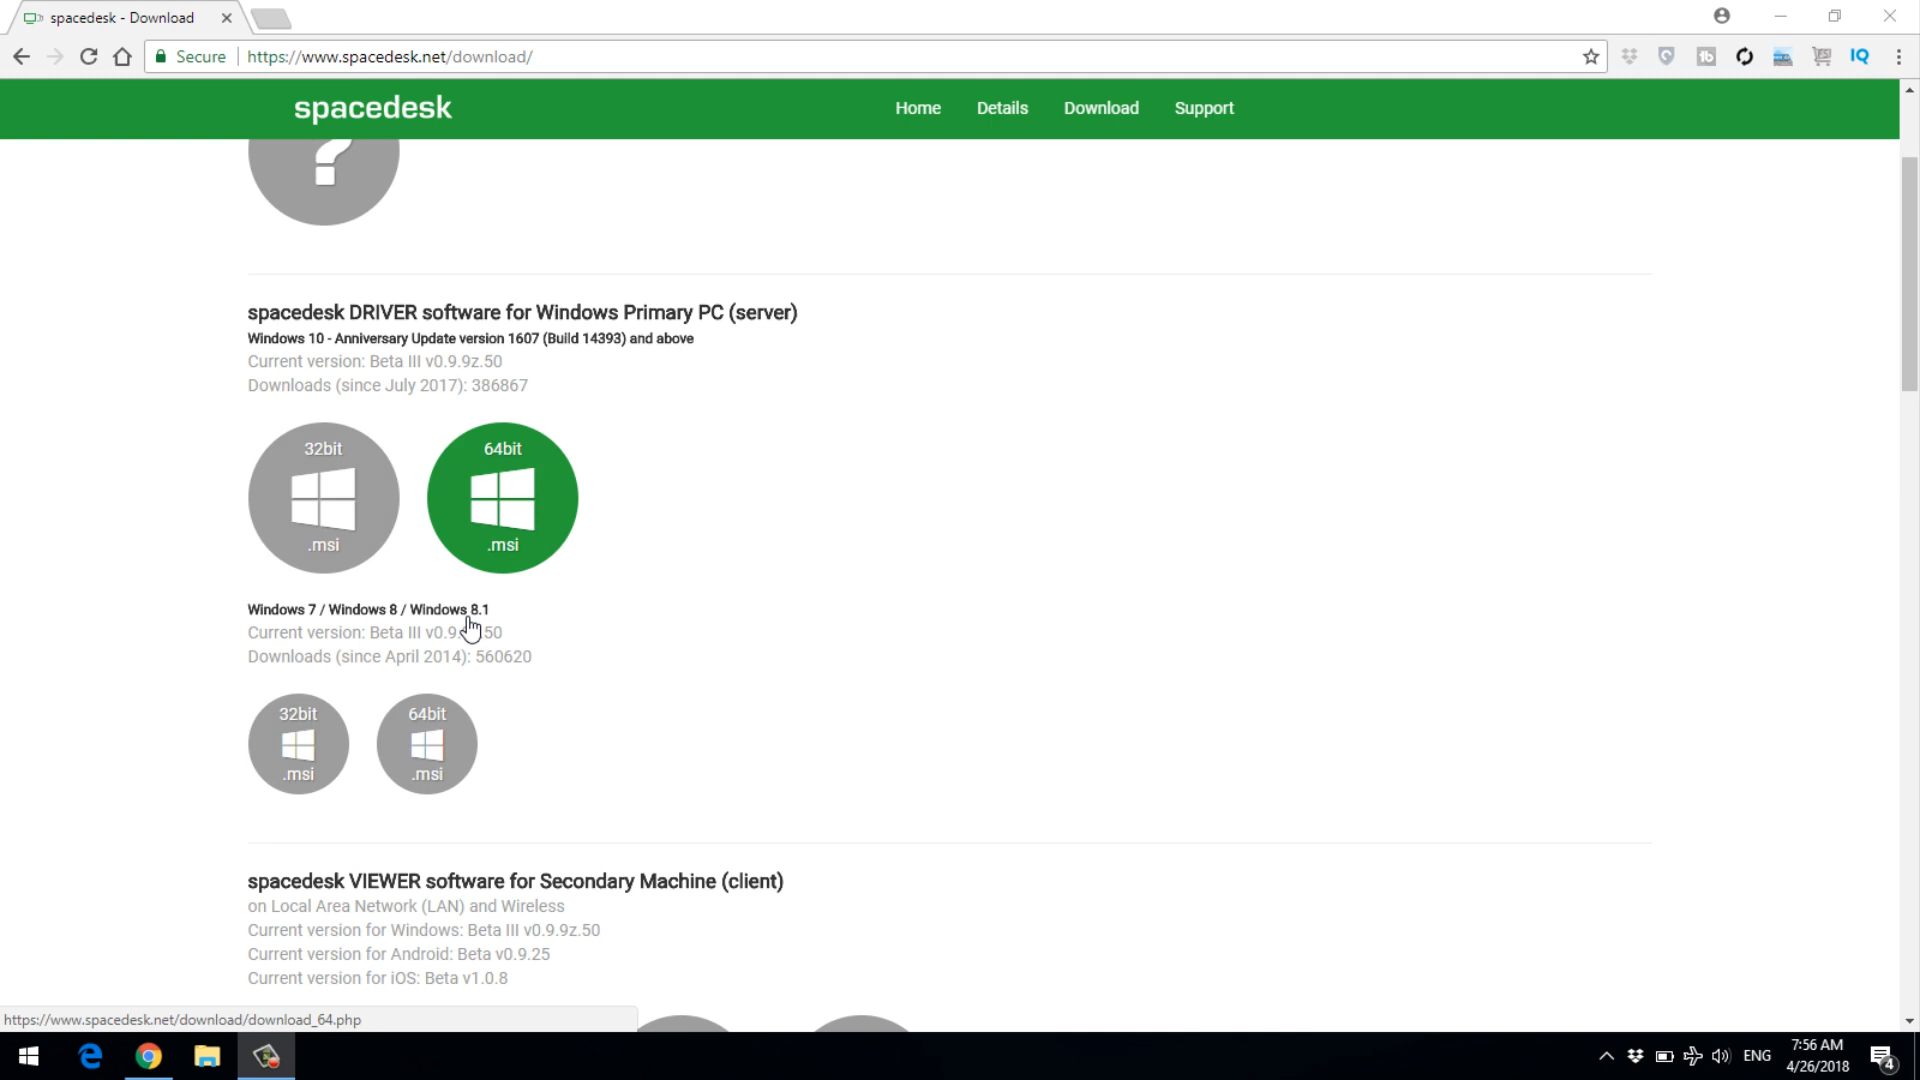 spacedesk - Download
Secure
https://www.spacedesk.net/download/
IQ
spacedesk
Home
Details
Download
Support
?
spacedesk DRIVER software for Windows Primary PC (server)
Windows 10 - Anniversary Update version 1607 (Build 14393) and above
Current version: Beta III v0.9.9z.50
Downloads (since July 2017): 386867
32bit
.msi
64bit
.msi
Windows 7 / Windows 8 / Windows 8.1
Current version: Beta III v0.9. 50
Downloads (since April 2014): 560620
32bit
.msi
64bit
.msi
spacedesk VIEWER software for Secondary Machine (client)
on Local Area Network (LAN) and Wireless
Current version for Windows: Beta III v0.9.9z.50
Current version for Android: Beta v0.9.25
Current version for iOS: Beta v1.0.8
https://www.spacedesk.net/download/download_64.php
ENG
7:56 AM
4/26/2018
4